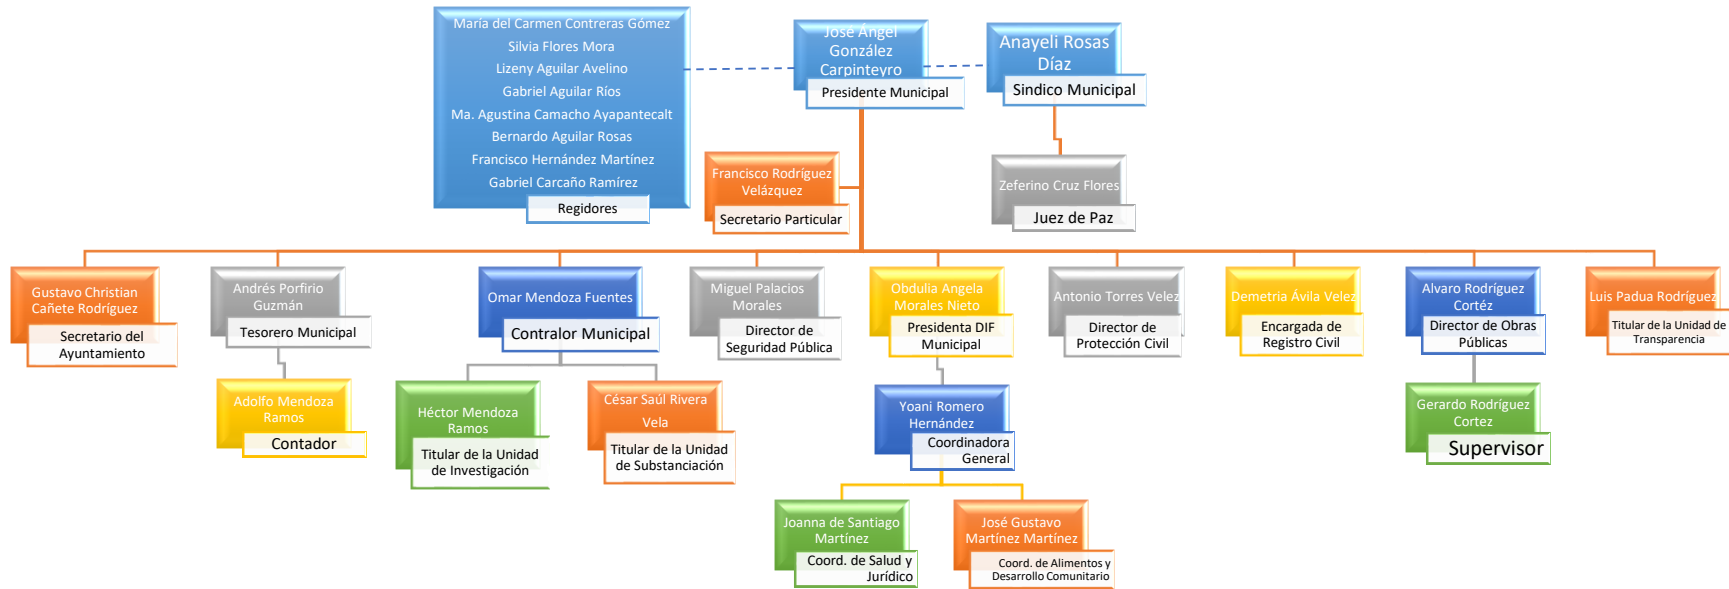 María del Carmen Contreras Gómez
Silvia Flores Mora
Lizeny Aguilar Avelino
Gabriel Aguilar Ríos
Ma. Agustina Camacho Ayapantecalt
Bernardo Aguilar Rosas
Francisco Hernández Martínez
Gabriel Carcaño Ramírez
Regidores
José Ángel
González
Carpinteyro
Presidente Municipal
Anayeli Rosas
Díaz
Sindico Municipal
Francisco Rodríguez
Velázquez
Secretario Particular
Zeferino Cruz Flores
Juez de Paz
Gustavo Christian
Cañete Rodríguez
Secretario del
Ayuntamiento
Andrés Porfirio
Guzmán
Tesorero Municipal
Omar Mendoza Fuentes
Contralor Municipal
Miguel Palacios
Morales
Director de
Seguridad Pública
Obdulia Angela
Morales Nieto
Presidenta DIF
Municipal
Antonio Torres Velez
Director de
Protección Civil
Demetria Ávila Velez
Encargada de
Registro Civil
Alvaro Rodríguez
Cortéz
Director de Obras
Públicas
Luis Padua Rodríguez
Titular de la Unidad de
Transparencia
Adolfo Mendoza
Ramos
Contador
Héctor Mendoza
Ramos
Titular de la Unidad
de Investigación
César Saúl Rivera
Vela
Titular de la Unidad
de Substanciación
Yoani Romero
Hernández
Coordinadora
General
Gerardo Rodríguez
Cortez
Supervisor
Joanna de Santiago
Martínez
Coord. de Salud y
Jurídico
José Gustavo
Martínez Martínez
Coord. de Alimentos y
Desarrollo Comunitario